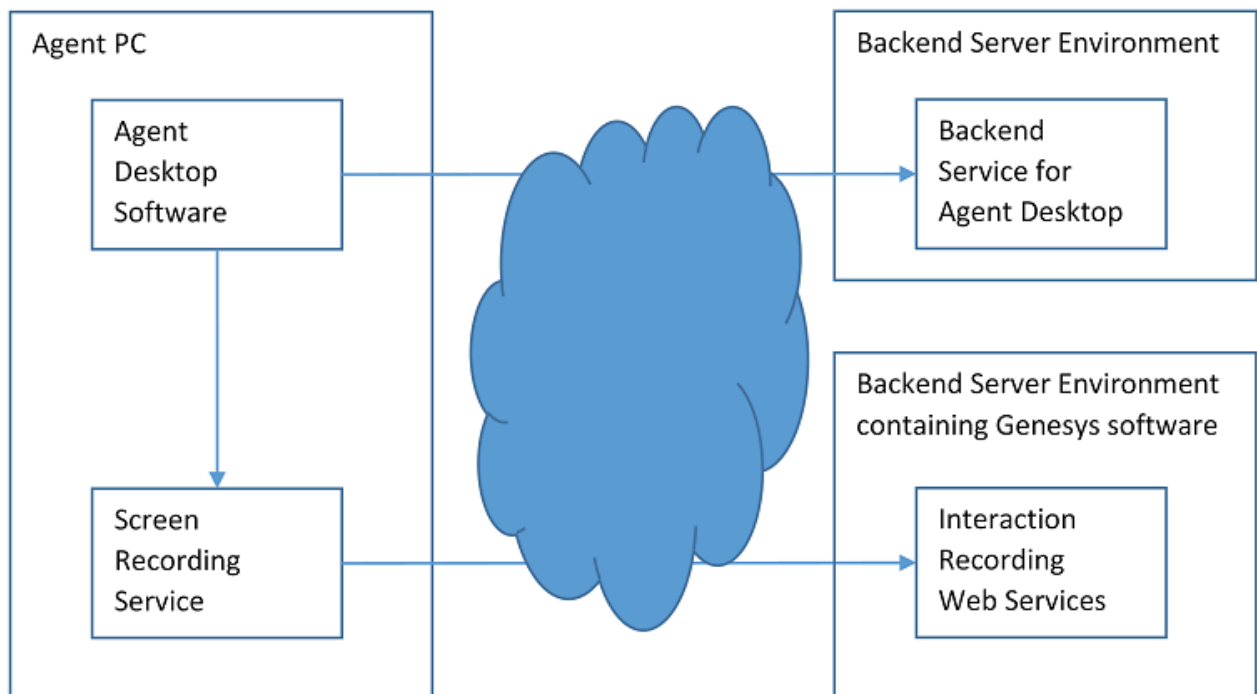 Agent PC
Agent
Desktop
Software
Screen
Recording
Service
Backend Server Environment
Backend
Service for
Agent Desktop
Backend Server Environment
containing Genesys software
Interaction
Recording
Web Services